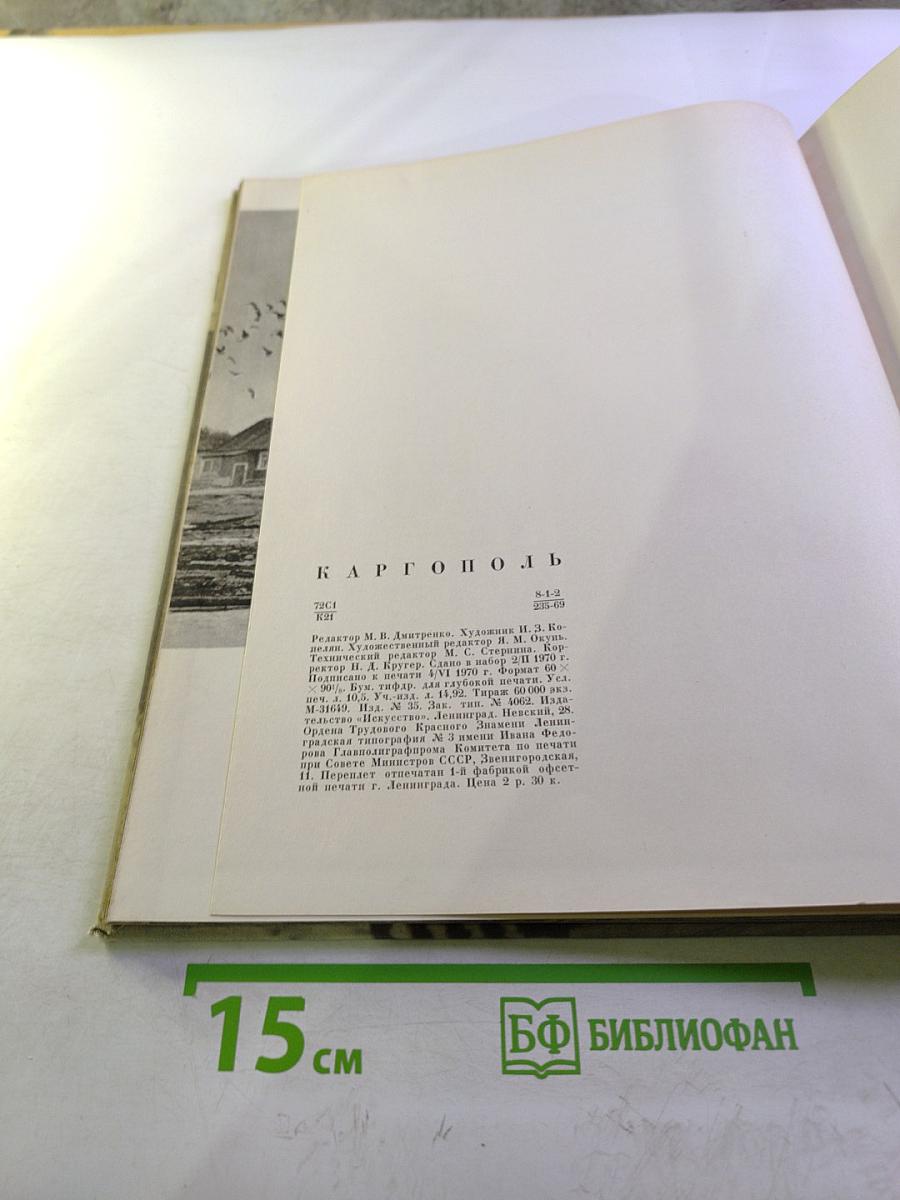 КАРГОПОЛЬ
72С1 8-1-2
К21 235-69
Редактор М. В. Дмитренко. Художник И. З. Ко-
пелян. Художественный редактор Я. М. Окунь.
Технический редактор М. С. Стернина. Кор-
ректор Н. Д. Кругер. Сдано в набор 2/II 1970 г.
Подписано к печати 4/VI 1970 г. Формат 60 ×
× 90¹/₈. Бум. тифдр. для глубокой печати. Усл.
печ. л. 10,5. Уч.-изд. л. 14,92. Тираж 60 000 экз.
М-31649. Изд. № 35. Зак. тип. № 4062. Изда-
тельство «Искусство». Ленинград. Невский, 28.
Ордена Трудового Красного Знамени Ленин-
градская типография № 3 имени Ивана Федо-
рова Главполиграфпрома Комитета по печати
при Совете Министров СССР, Звенигородская,
11. Переплет отпечатан 1-й фабрикой офсет-
ной печати г. Ленинграда. Цена 2 р. 30 к.
15 см БФ БИБЛИОФАН